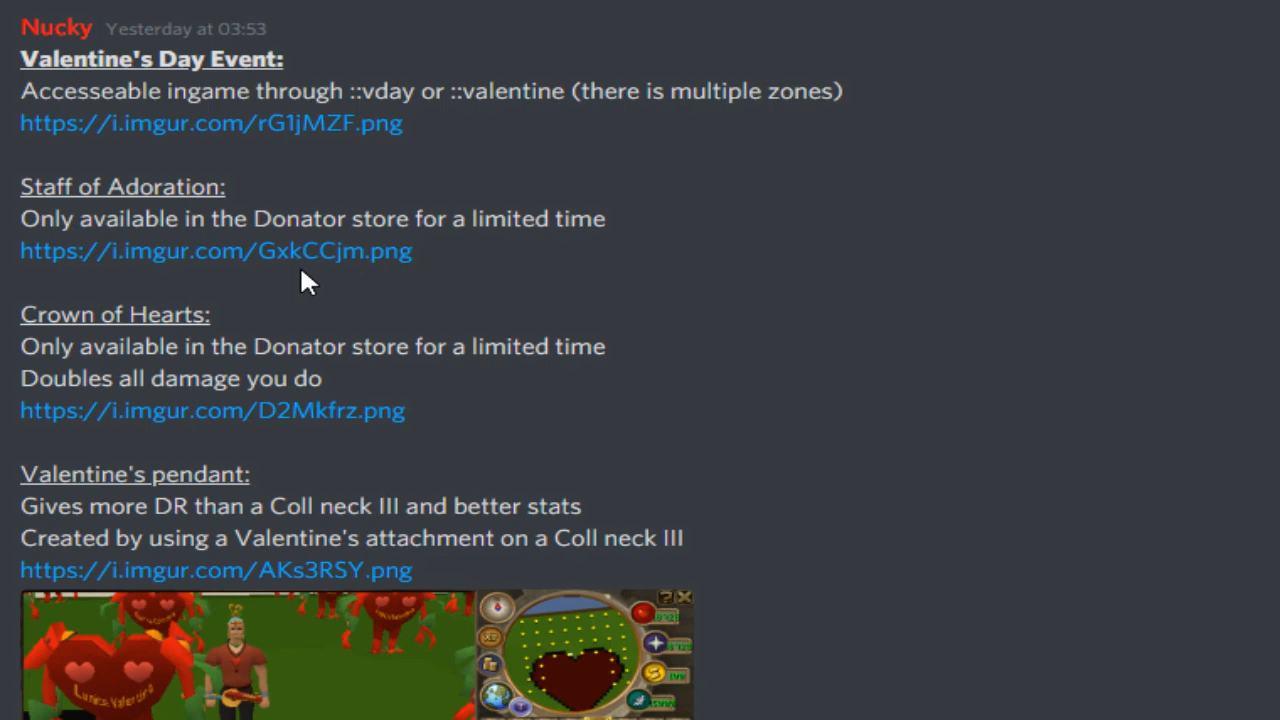 Nucky Yesterday at 03:53
Valentine's Day Event:
Accesseable ingame through ::vday or ::valentine (there is multiple zones)
https://i.imgur.com/rG1jMZF.png
Staff of Adoration:
Only available in the Donator store for a limited time
https://i.imgur.com/GxkCCjm.png
Crown of Hearts:
Only available in the Donator store for a limited time
Doubles all damage you do
https://i.imgur.com/D2Mkfrz.png
Valentine's pendant:
Gives more DR than a Coll neck III and better stats
Created by using a Valentine's attachment on a Coll neck III
https://i.imgur.com/AKs3RSY.png